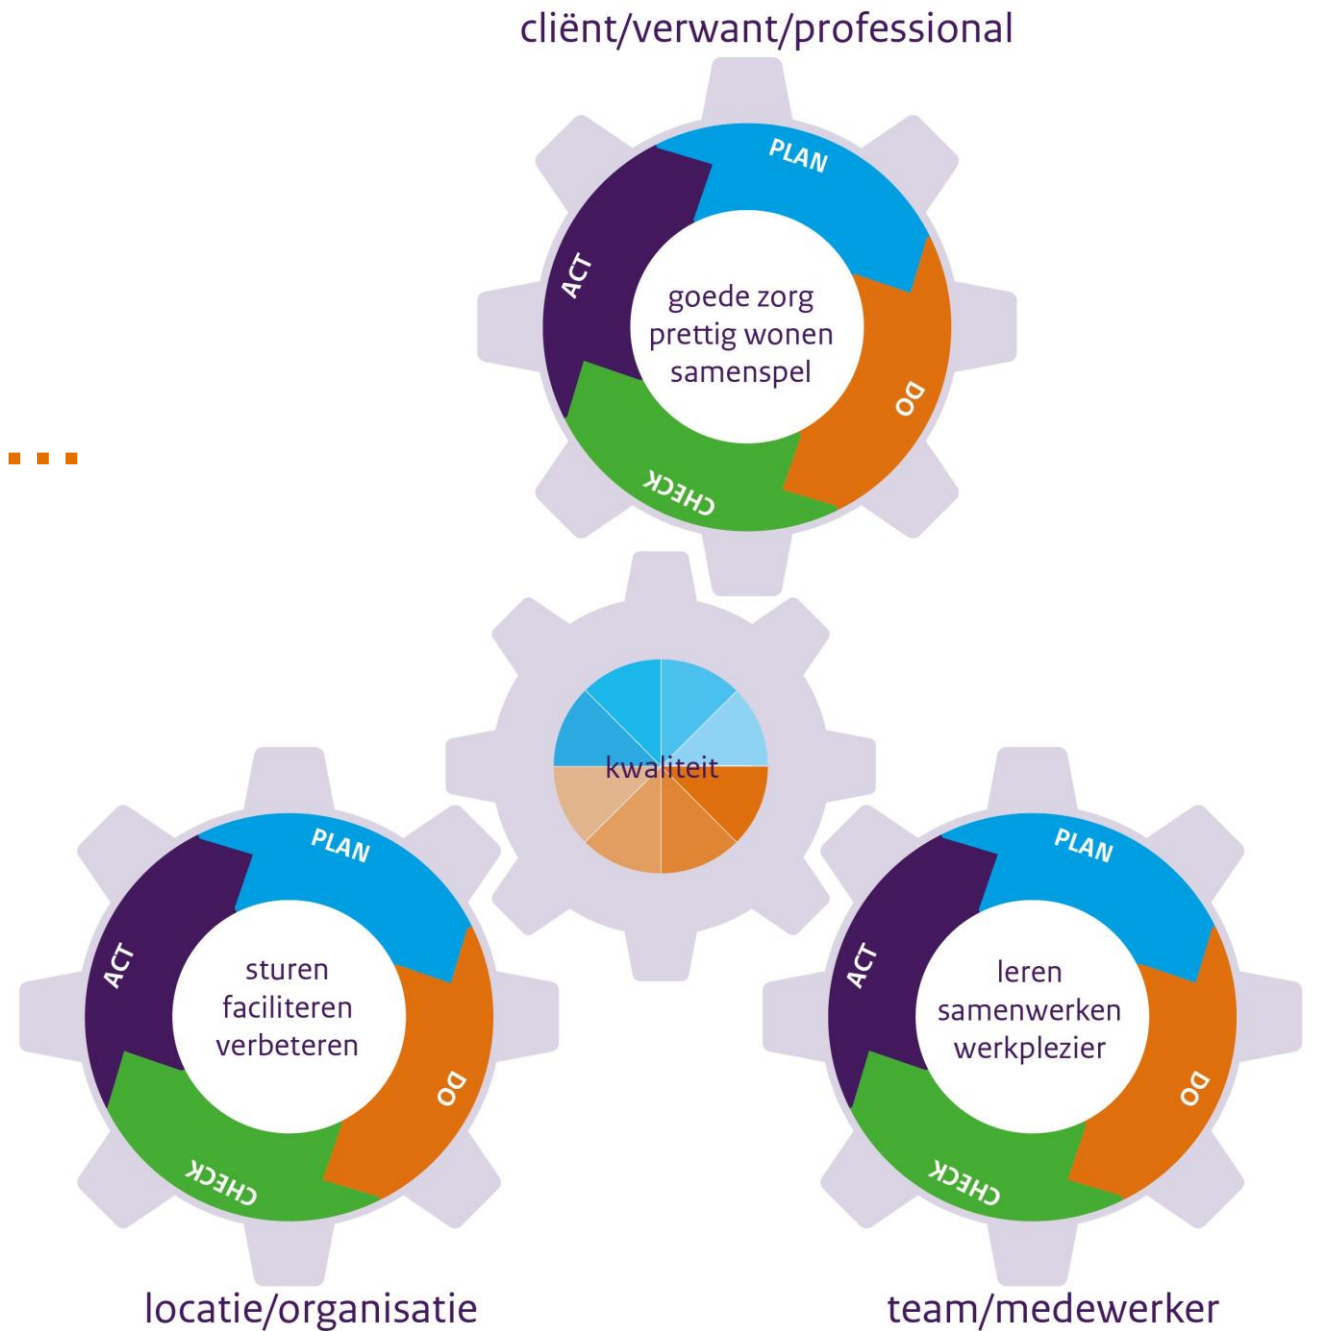 cliënt/verwant/professional
PLAN
ACT
goede zorg
prettig wonen
samenspel
DO
CHECK
kwaliteit
PLAN
ACT
sturen
faciliteren
verbeteren
DO
CHECK
locatie/organisatie
PLAN
ACT
leren
samenwerken
werkplezier
DO
CHECK
team/medewerker